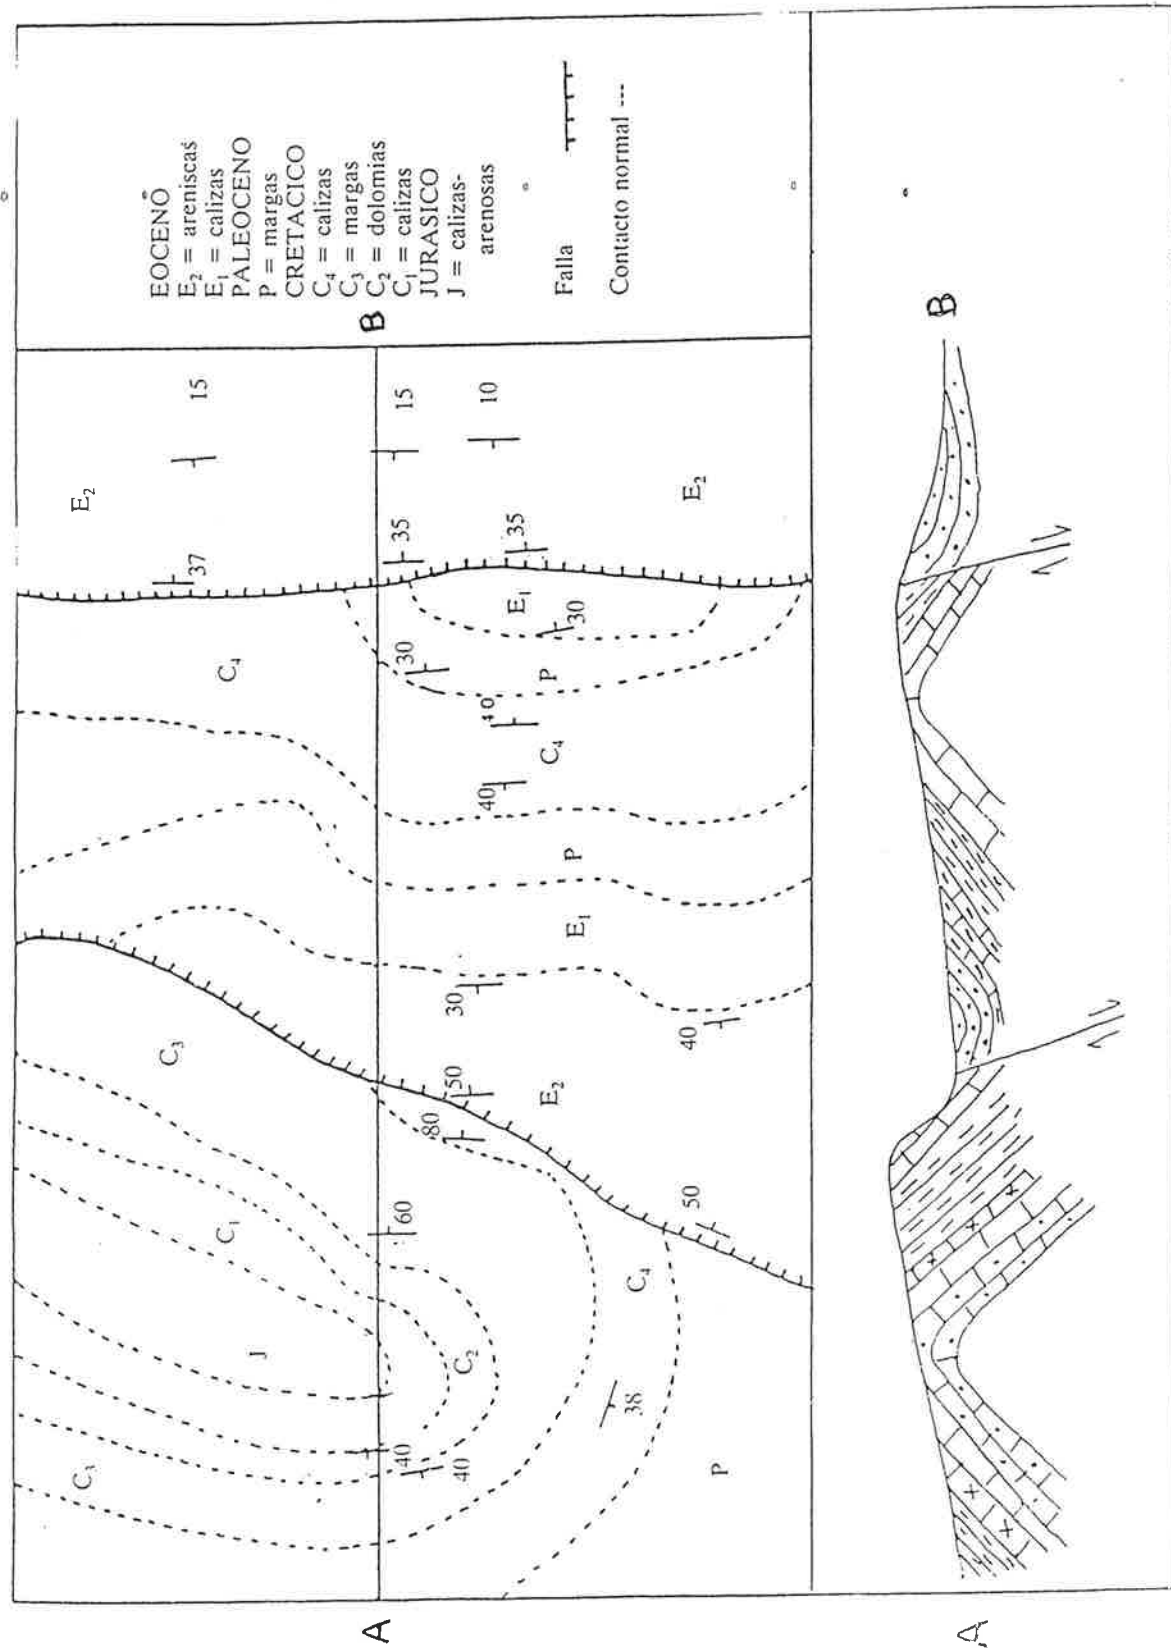 EOCENO
E₂ = areniscas
E₁ = calizas
PALEOCENO
P = margas
CRETACICO
C₄ = calizas
C₃ = margas
C₂ = dolomias
C₁ = calizas
JURASICO
J = calizas-
arenosas
Falla
Contacto normal ---
A
B
C₃
J
C₁
C₃
C₄
E₂
E₂
37
15
40
40
60
80
50
30
40
30
35
15
10
35
C₂
38
C₄
P
50
E₂
40
30
40
E₁
P
C₄
P
E₁
30
E₂
A
B